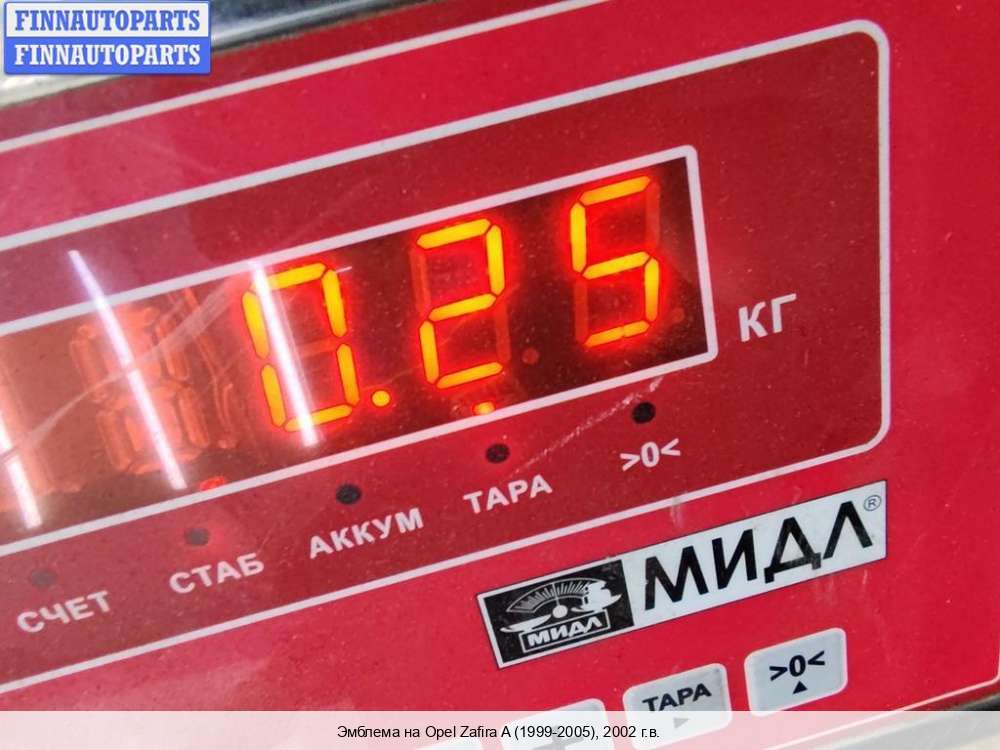 FINNAUTOPARTS
FINNAUTOPARTS
0.25
КГ
СЧЕТ
СТАБ
АККУМ
ТАРА
>0<
МИДЛ
МИДЛ®
ТАРА
>0<
Эмблема на Opel Zafira A (1999-2005), 2002 г.в.